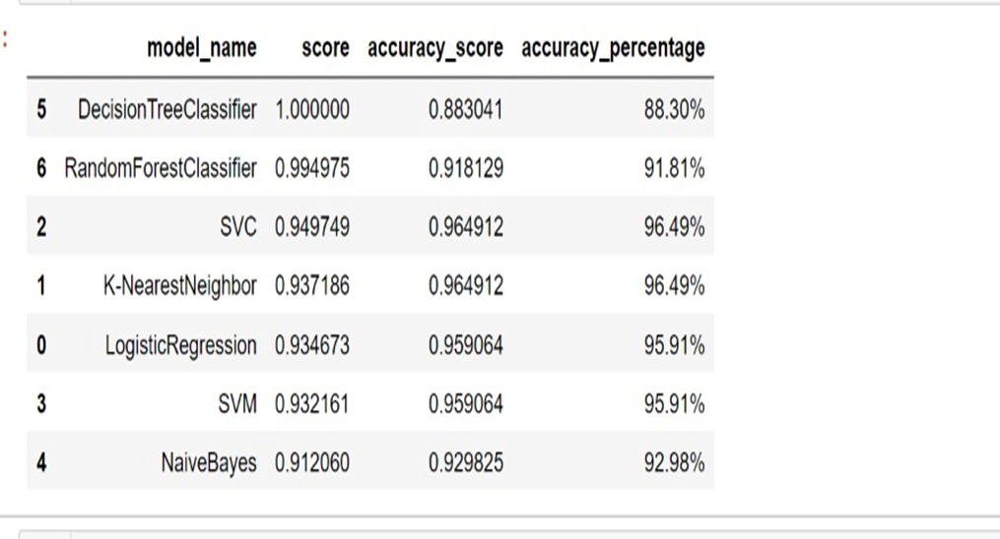 :
model_name score accuracy_score accuracy_percentage
5 DecisionTreeClassifier 1.000000 0.883041 88.30%
6 RandomForestClassifier 0.994975 0.918129 91.81%
2 SVC 0.949749 0.964912 96.49%
1 K-NearestNeighbor 0.937186 0.964912 96.49%
0 LogisticRegression 0.934673 0.959064 95.91%
3 SVM 0.932161 0.959064 95.91%
4 NaiveBayes 0.912060 0.929825 92.98%